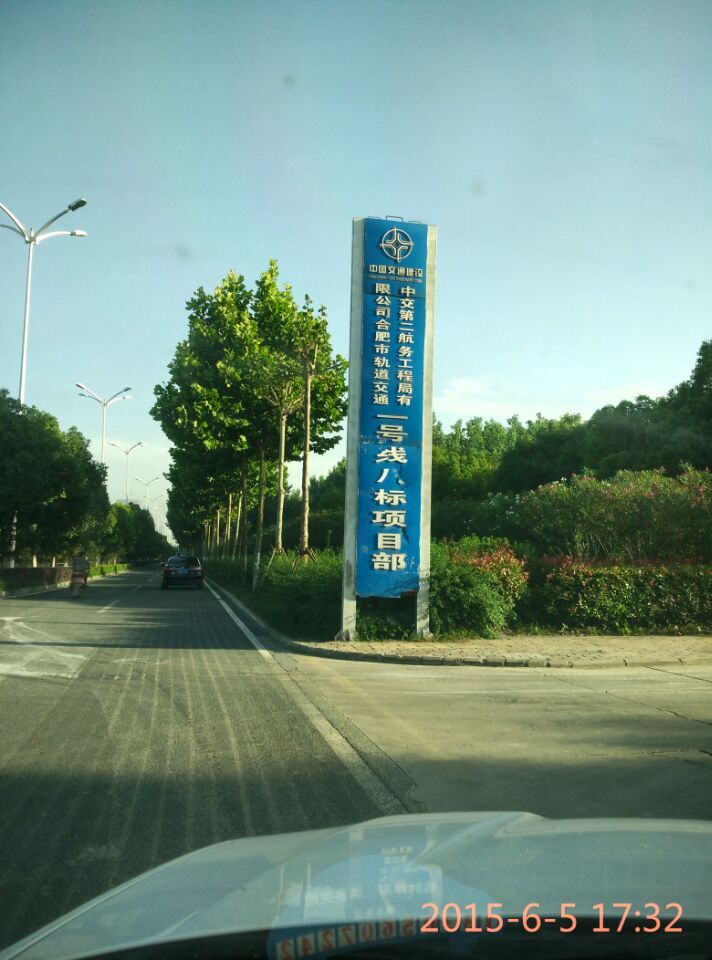 中国交通建设
中交第二航务工程局有
限公司合肥市轨道交通
一号线八标项目部
2015-6-5 17:32